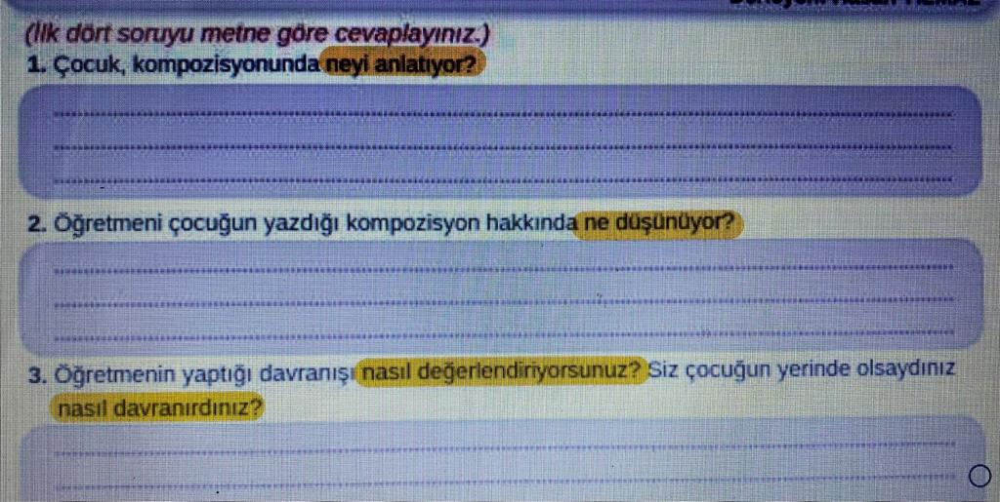 (İlk dört soruyu metne göre cevaplayınız.)
1. Çocuk, kompozisyonunda neyi anlatıyor?
2. Öğretmeni çocuğun yazdığı kompozisyon hakkında ne düşünüyor?
3. Öğretmenin yaptığı davranışı nasıl değerlendiriyorsunuz? Siz çocuğun yerinde olsaydınız
nasıl davranırdınız?